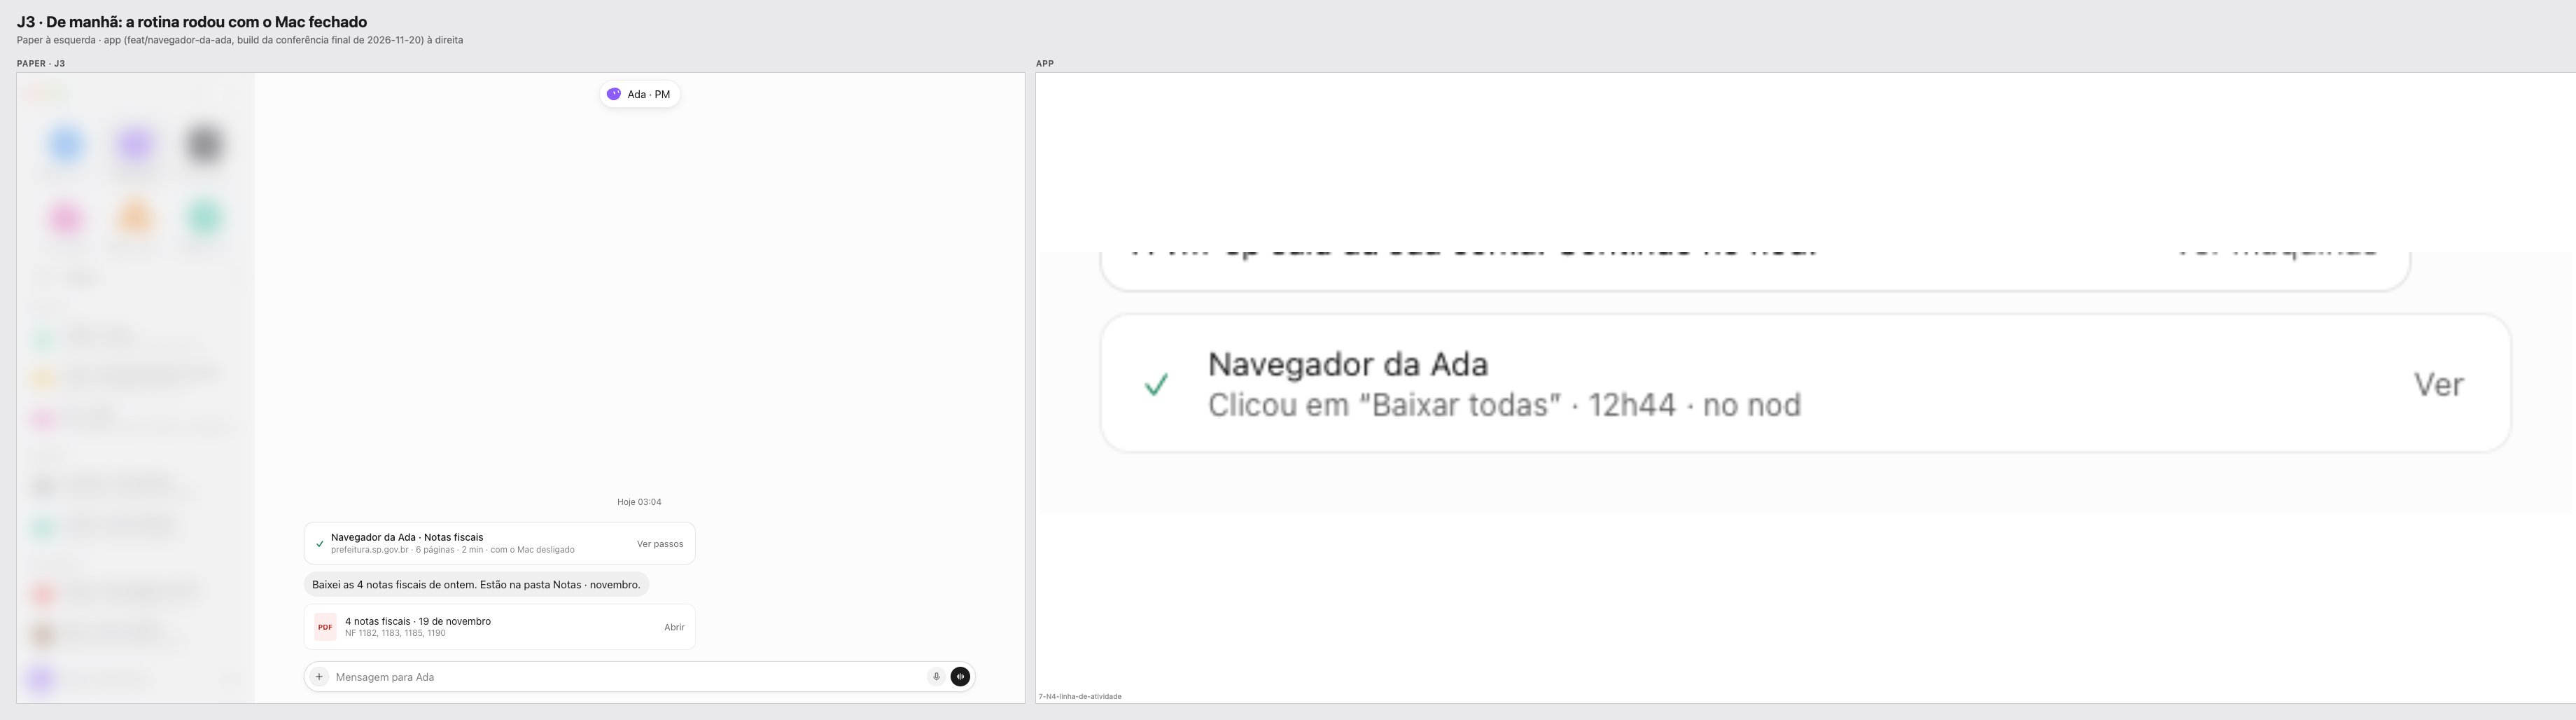 J3 · De manhã: a rotina rodou com o Mac fechado
Paper à esquerda · app (feat/navegador-da-ada, build da conferência final de 2026-11-20) à direita
PAPER · J3
Ada · PM
Hoje 03:04
Navegador da Ada · Notas fiscais
prefeitura.sp.gov.br · 6 páginas · 2 min · com o Mac desligado
Ver passos
Baixei as 4 notas fiscais de ontem. Estão na pasta Notas · novembro.
PDF
4 notas fiscais · 19 de novembro
NF 1182, 1183, 1185, 1190
Abrir
Mensagem para Ada
APP
Navegador da Ada
Clicou em “Baixar todas” · 12h44 · no nod
Ver
7-N4-linha-de-atividade